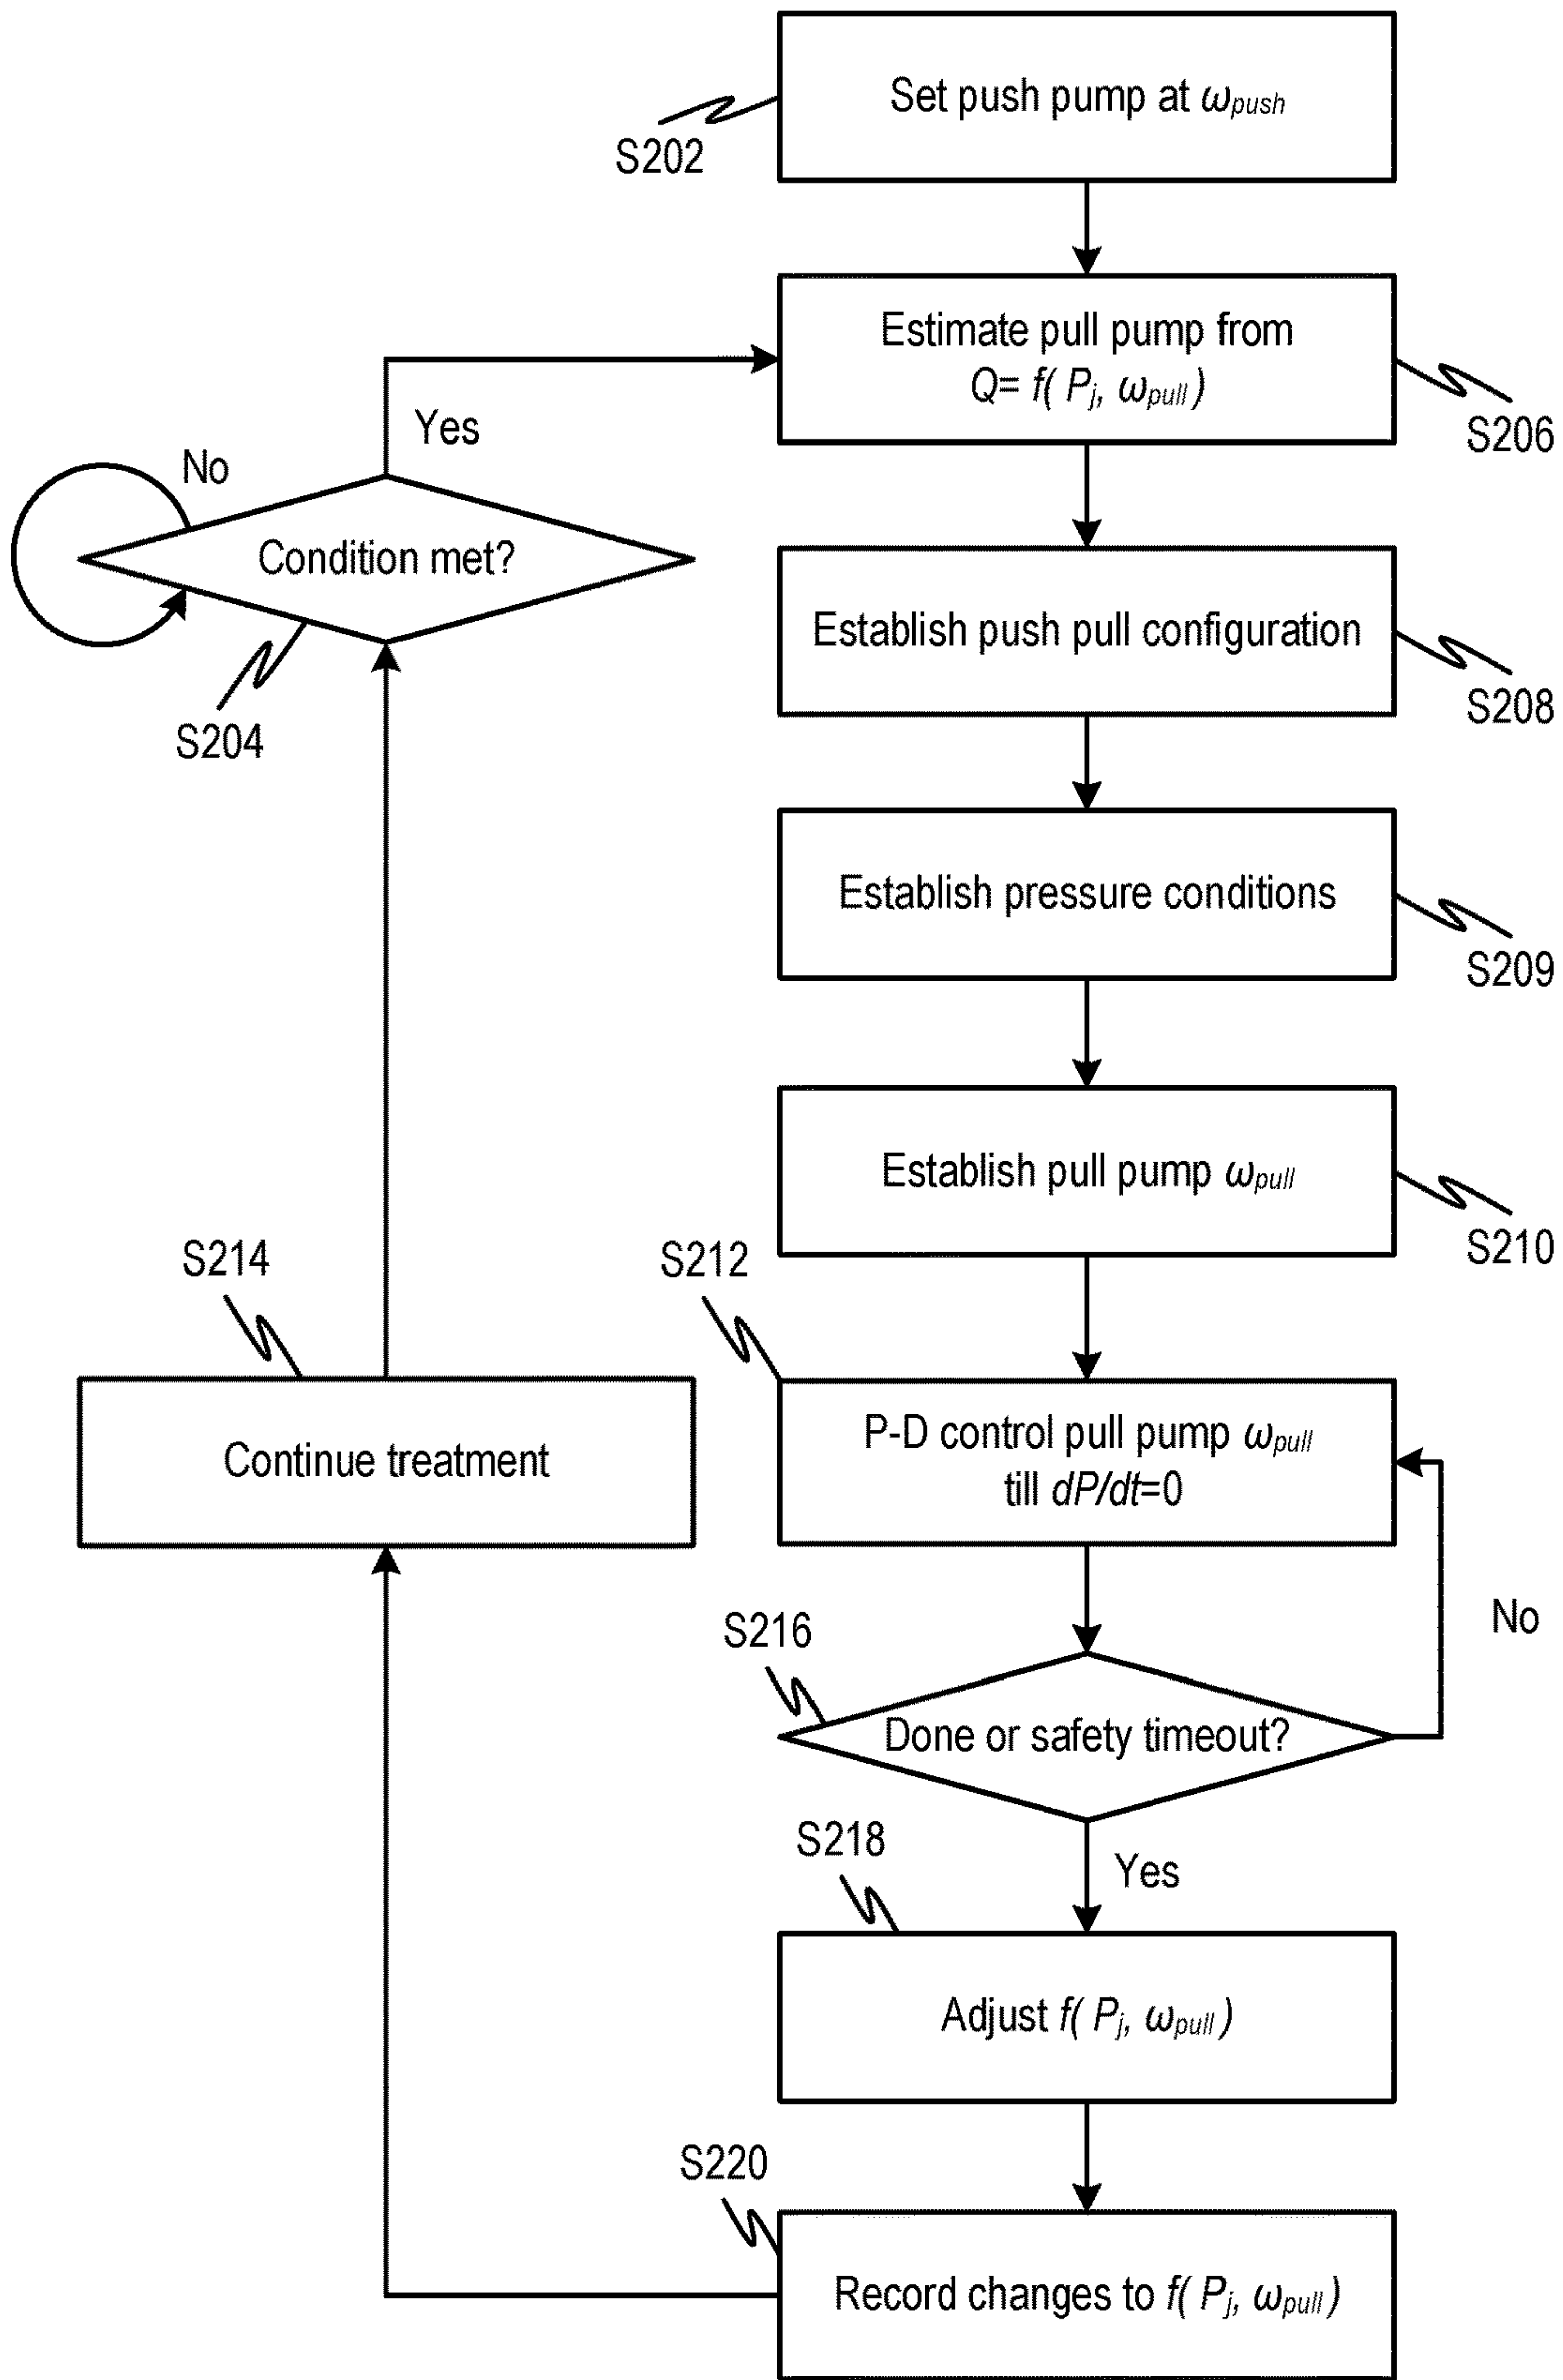 Set push pump at ωpush
S202
Estimate pull pump from
Q= f( Pj, ωpull )
S206
Yes
No
Condition met?
S204
Establish push pull configuration
S208
Establish pressure conditions
S209
Establish pull pump ωpull
S210
S214
S212
Continue treatment
P-D control pull pump ωpull
till dP/dt=0
No
S216
Done or safety timeout?
S218
Yes
Adjust f( Pj, ωpull )
S220
Record changes to f( Pj, ωpull )